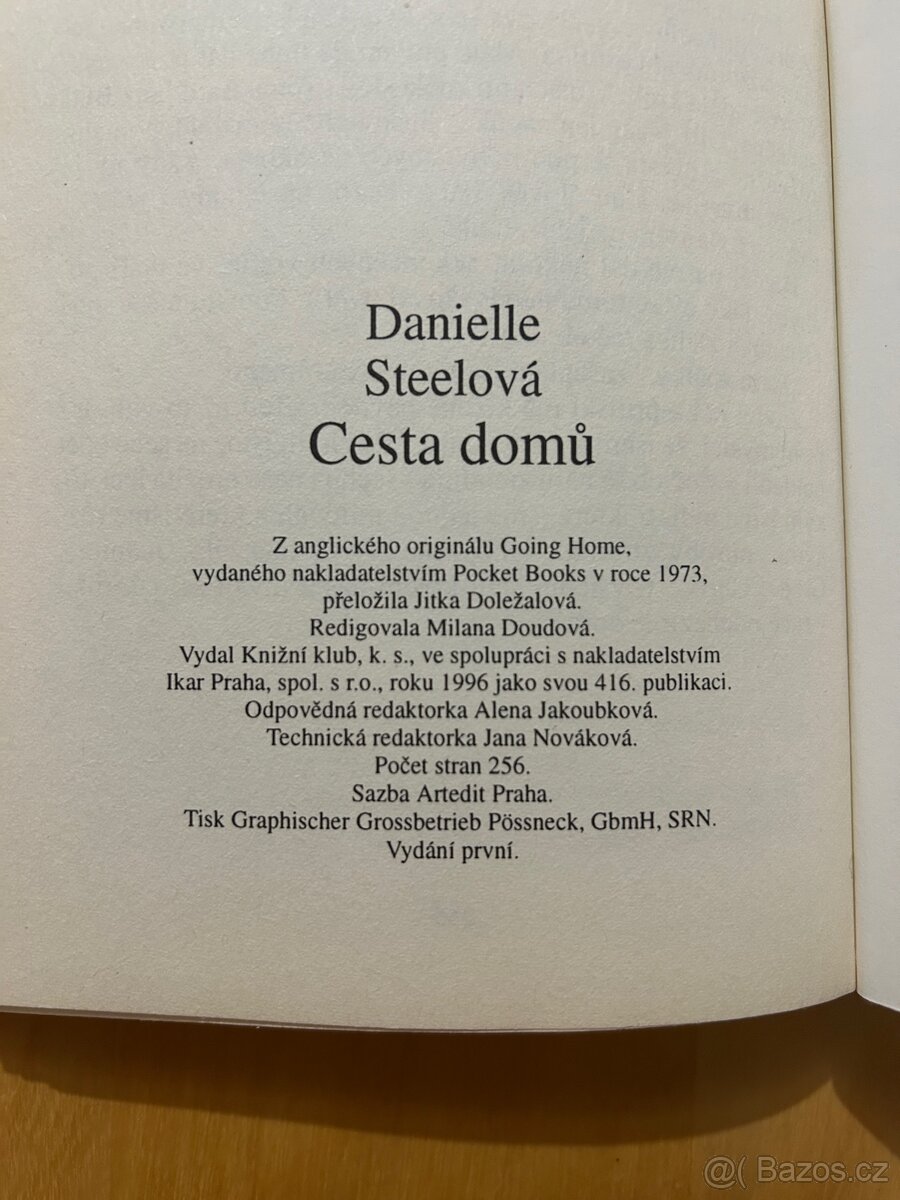 Danielle
Steelová
Cesta domů
Z anglického originálu Going Home,
vydaného nakladatelstvím Pocket Books v roce 1973,
přeložila Jitka Doležalová.
Redigovala Milana Doudová.
Vydal Knižní klub, k. s., ve spolupráci s nakladatelstvím
Ikar Praha, spol. s r.o., roku 1996 jako svou 416. publikaci.
Odpovědná redaktorka Alena Jakoubková.
Technická redaktorka Jana Nováková.
Počet stran 256.
Sazba Artedit Praha.
Tisk Graphischer Grossbetrieb Pössneck, GbmH, SRN.
Vydání první.
@( Bazos.cz